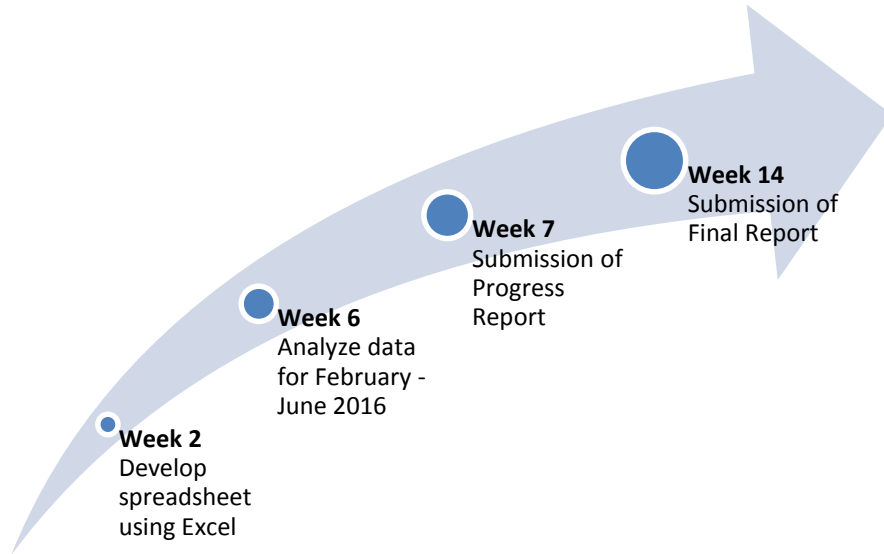 Week 14
Submission of
Final Report
Week 7
Submission of
Progress
Report
Week 6
Analyze data
for February -
June 2016
Week 2
Develop
spreadsheet
using Excel